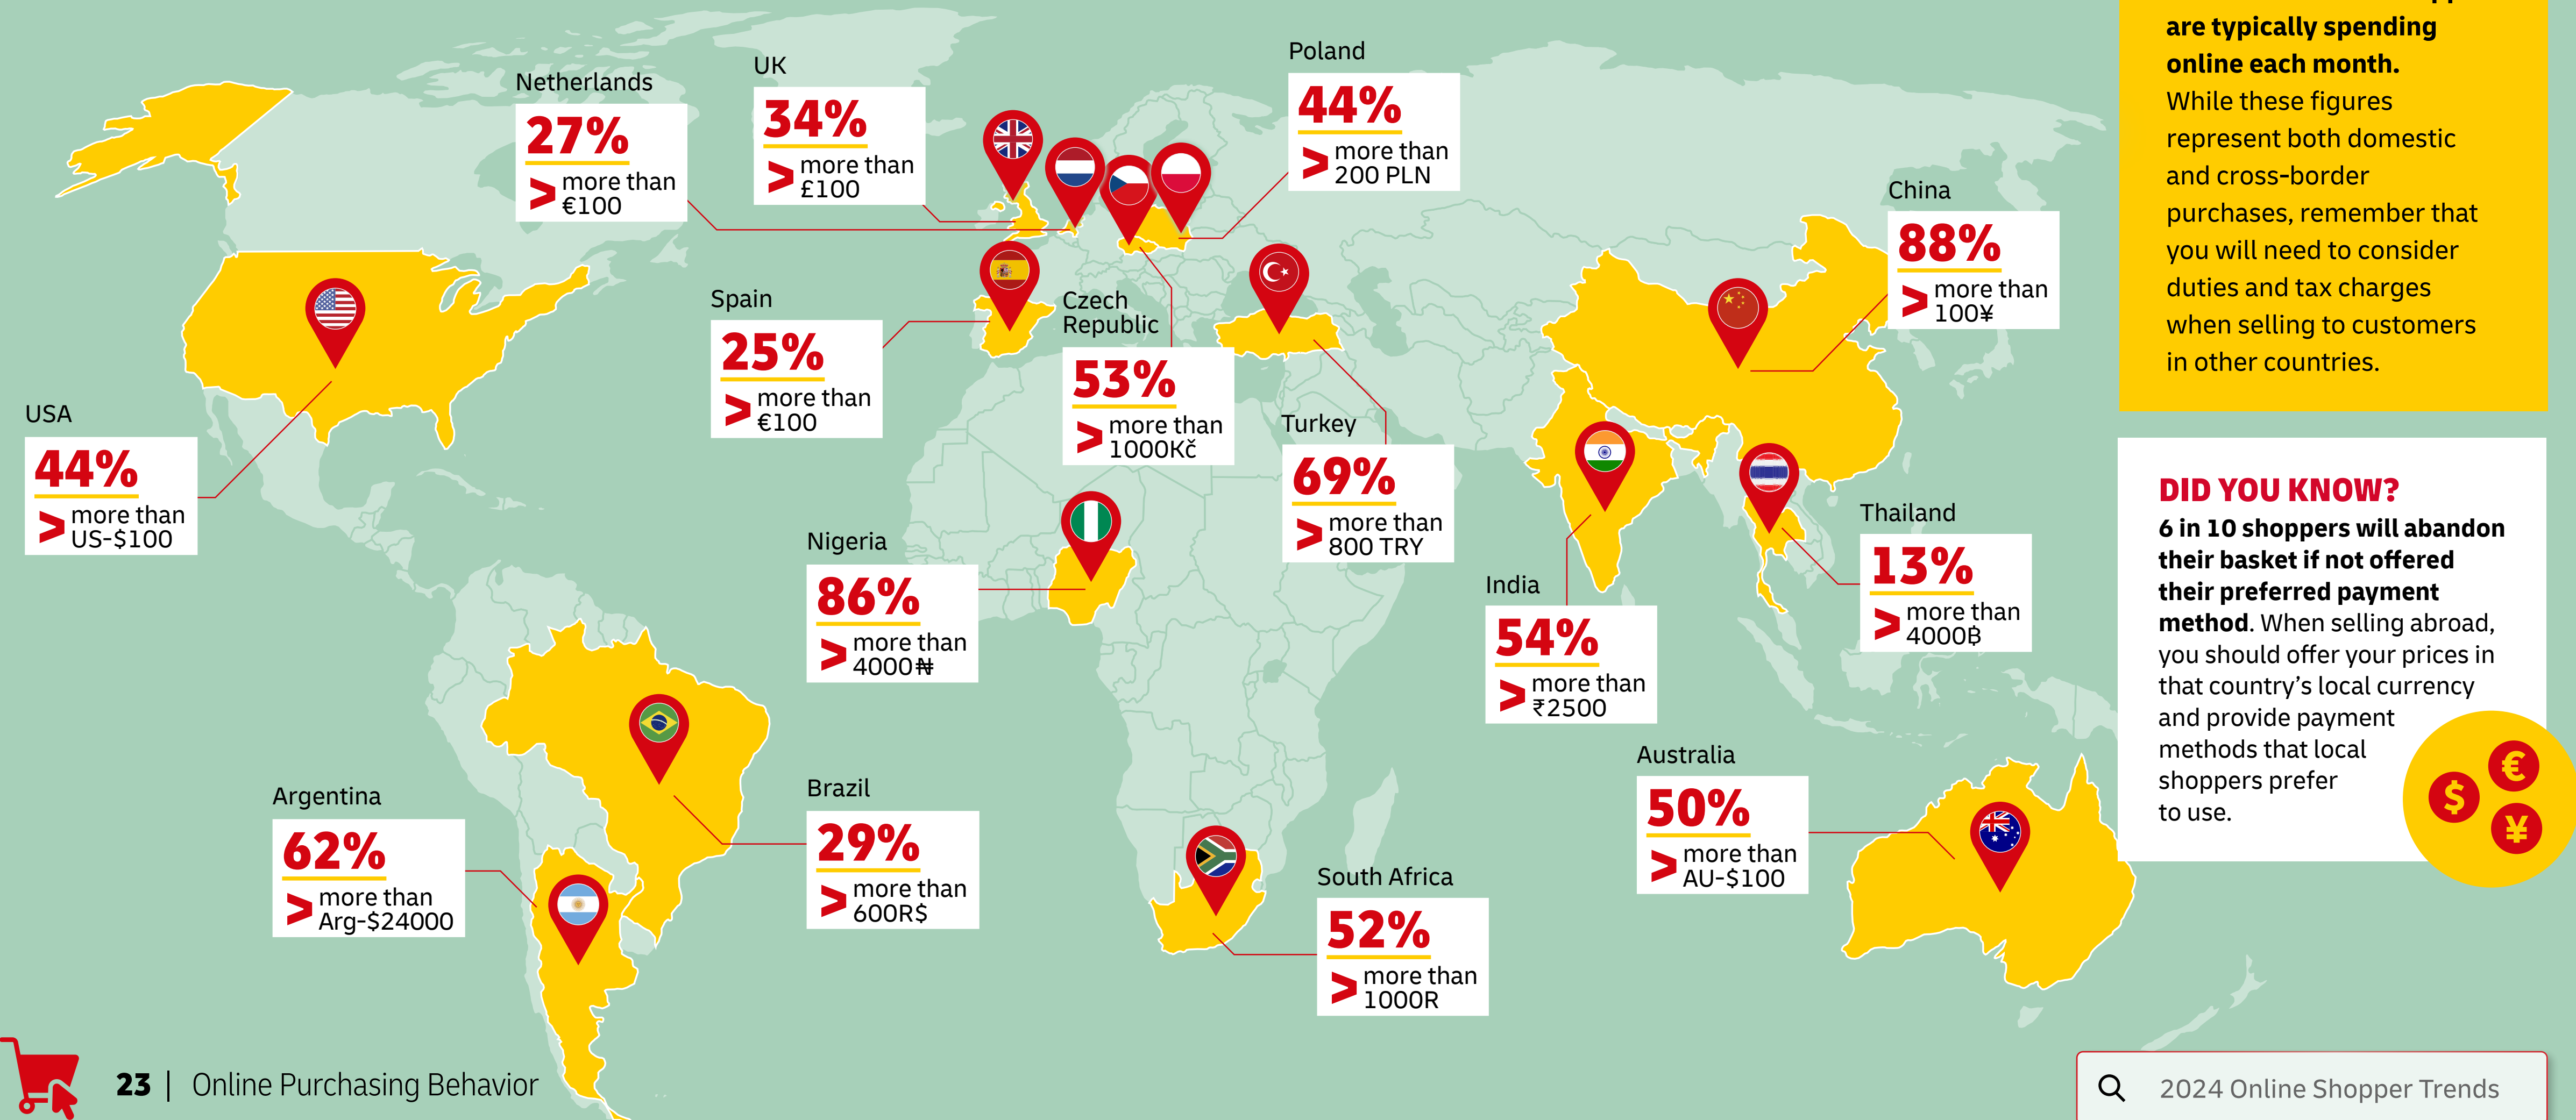 are typically spending
online each month.
While these figures
represent both domestic
and cross-border
purchases, remember that
you will need to consider
duties and tax charges
when selling to customers
in other countries.
Netherlands
27%
> more than
€100
UK
34%
> more than
£100
Poland
44%
> more than
200 PLN
China
88%
> more than
100¥
Spain
25%
> more than
€100
Czech
Republic
53%
> more than
1000Kč
Turkey
69%
> more than
800 TRY
USA
44%
> more than
US-$100
Nigeria
86%
> more than
4000₦
India
54%
> more than
₹2500
Thailand
13%
> more than
4000฿
Argentina
62%
> more than
Arg-$24000
Brazil
29%
> more than
600R$
South Africa
52%
> more than
1000R
Australia
50%
> more than
AU-$100
DID YOU KNOW?
6 in 10 shoppers will abandon
their basket if not offered
their preferred payment
method. When selling abroad,
you should offer your prices in
that country’s local currency
and provide payment
methods that local
shoppers prefer
to use.
$ € ¥
23 | Online Purchasing Behavior
2024 Online Shopper Trends